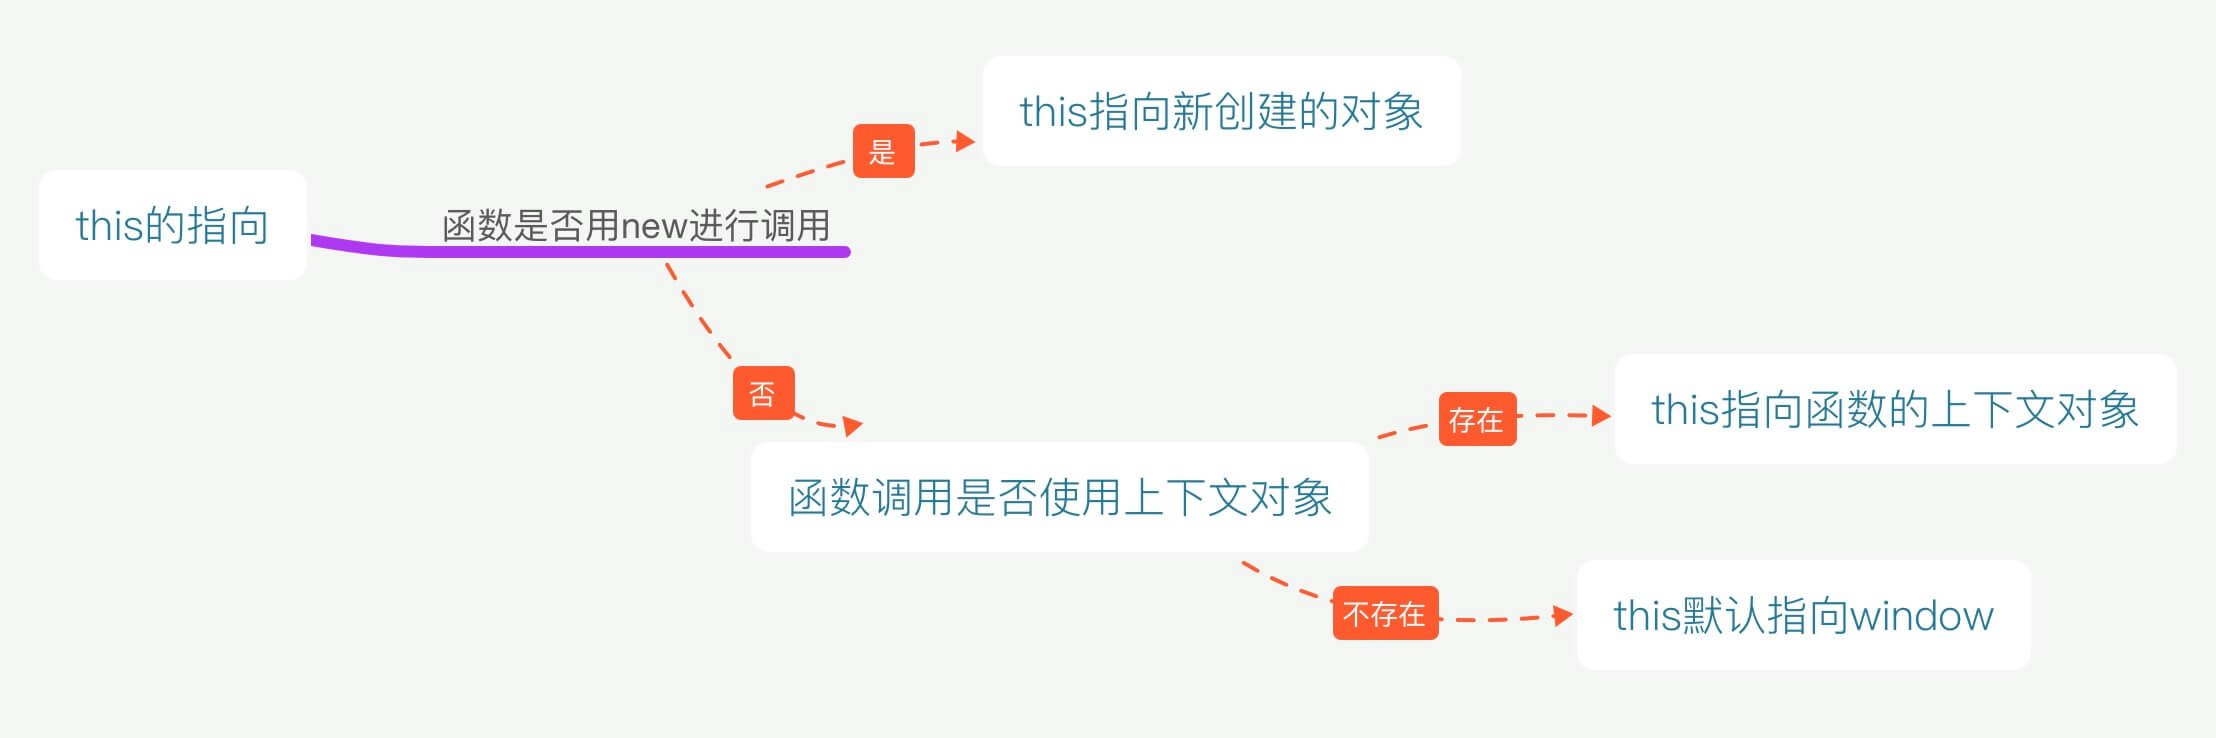 this的指向
函数是否用new进行调用
是
this指向新创建的对象
否
函数调用是否使用上下文对象
存在
this指向函数的上下文对象
不存在
this默认指向window